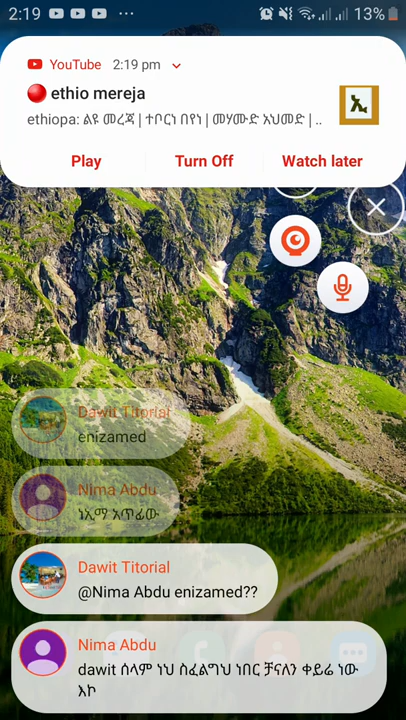 2:19
13%
YouTube 2:19 pm
ethio mereja
ethiopa: ልዩ መረጃ | ተቦርነ በየነ | መሃሙድ አህመድ | ..
Play Turn Off Watch later
Dawit Titorial
enizamed
Nima Abdu
ነኢማ አጥፊው
Dawit Titorial
@Nima Abdu enizamed??
Nima Abdu
dawit ሰላም ነህ ስፈልግህ ነበር ቻናለን ቀይሬ ነው
እኮ